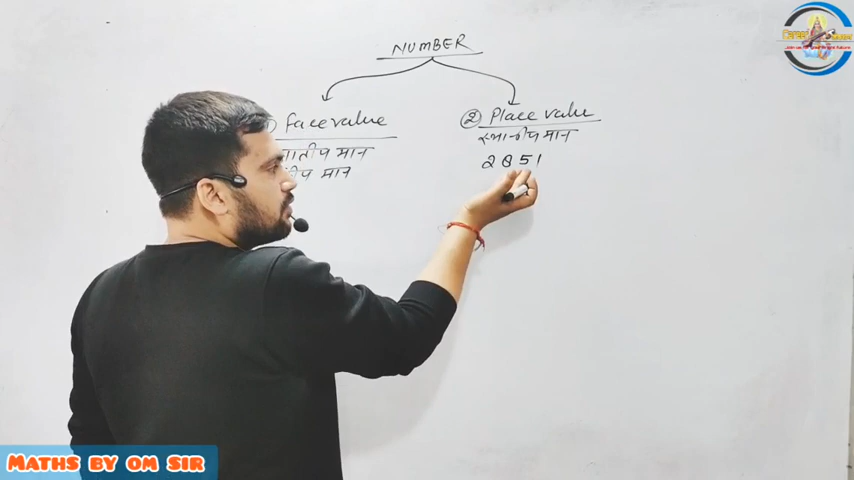 NUMBER
Face value
② Place value
जातीय मान
स्थानीय मान
2851
MATHS BY OM SIR